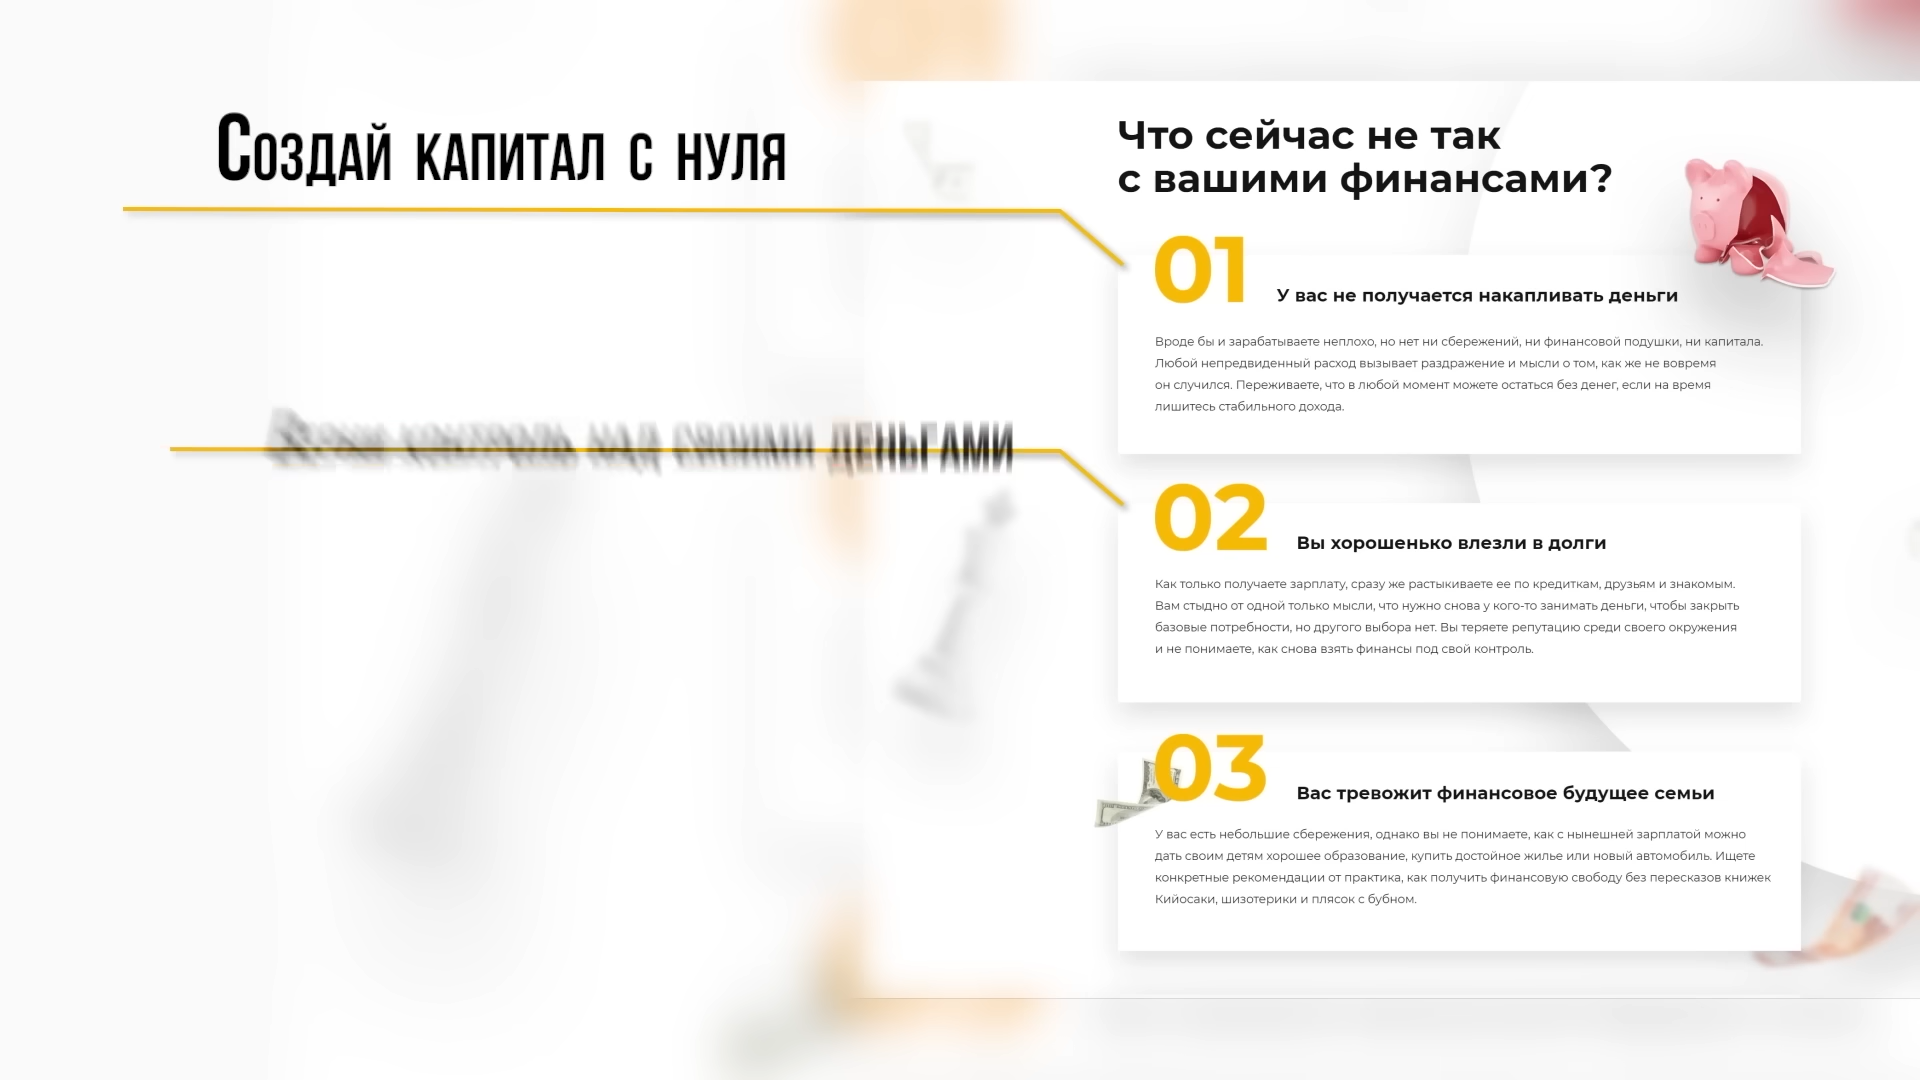 Создай капитал с нуля
контроль над своими деньгами
Что сейчас не так
с вашими финансами?
01
У вас не получается накапливать деньги
Вроде бы и зарабатываете неплохо, но нет ни сбережений, ни финансовой подушки, ни капитала.
Любой непредвиденный расход вызывает раздражение и мысли о том, как же не вовремя
он случился. Переживаете, что в любой момент можете остаться без денег, если на время
лишитесь стабильного дохода.
02
Вы хорошенько влезли в долги
Как только получаете зарплату, сразу же растыкиваете ее по кредиткам, друзьям и знакомым.
Вам стыдно от одной только мысли, что нужно снова у кого-то занимать деньги, чтобы закрыть
базовые потребности, но другого выбора нет. Вы теряете репутацию среди своего окружения
и не понимаете, как снова взять финансы под свой контроль.
03
Вас тревожит финансовое будущее семьи
У вас есть небольшие сбережения, однако вы не понимаете, как с нынешней зарплатой можно
дать своим детям хорошее образование, купить достойное жилье или новый автомобиль. Ищете
конкретные рекомендации от практика, как получить финансовую свободу без пересказов книжек
Кийосаки, шизотерики и плясок с бубном.